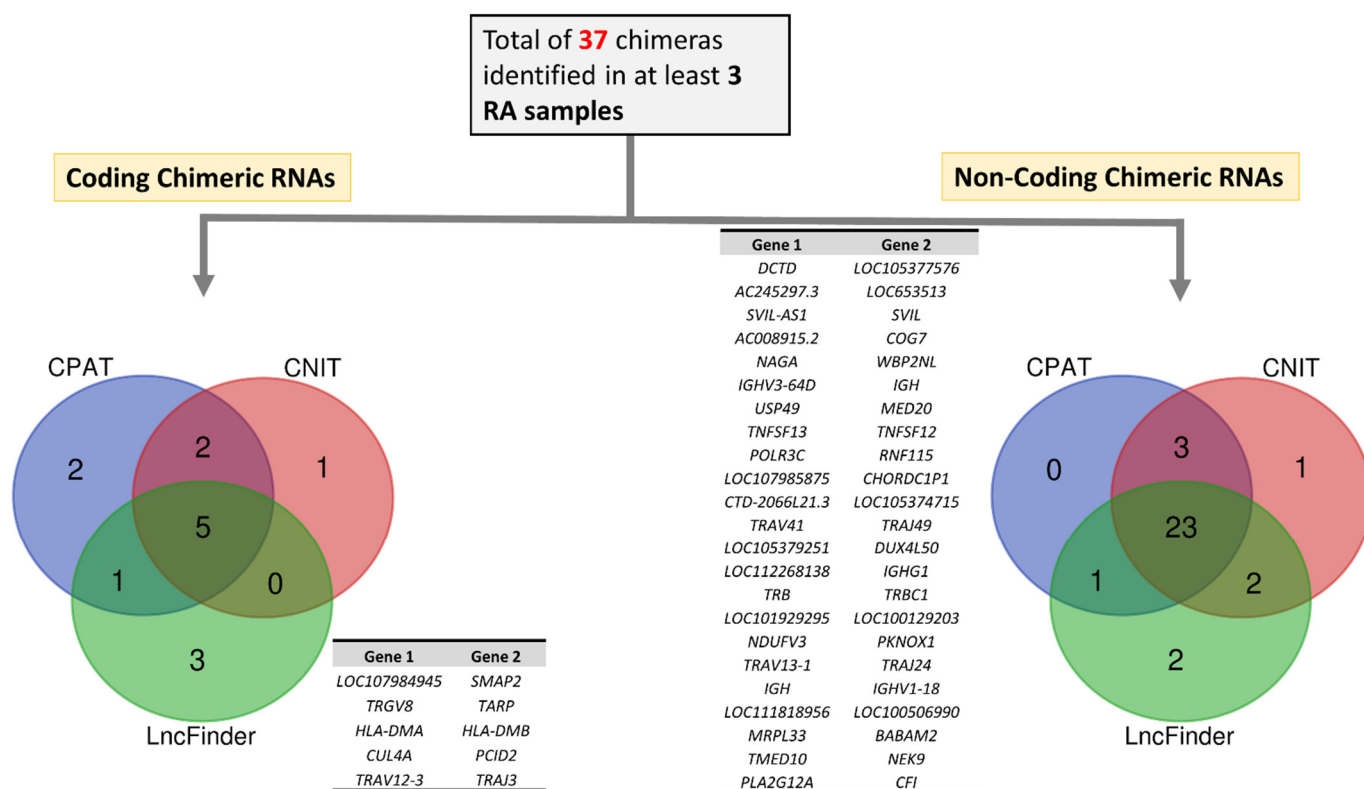 Total of 37 chimeras
identified in at least 3
RA samples
Coding Chimeric RNAs
Non-Coding Chimeric RNAs
CPAT
CNIT
2
2
1
5
1
0
3
LncFinder
Gene 1 Gene 2
LOC107984945 SMAP2
TRGV8 TARP
HLA-DMA HLA-DMB
CUL4A PCID2
TRAV12-3 TRAJ3
Gene 1 Gene 2
DCTD LOC105377576
AC245297.3 LOC653513
SVIL-AS1 SVIL
AC008915.2 COG7
NAGA WBP2NL
IGHV3-64D IGH
USP49 MED20
TNFSF13 TNFSF12
POLR3C RNF115
LOC107985875 CHORDC1P1
CTD-2066L21.3 LOC105374715
TRAV41 TRAJ49
LOC105379251 DUX4L50
LOC112268138 IGHG1
TRB TRBC1
LOC101929295 LOC100129203
NDUFV3 PKNOX1
TRAV13-1 TRAJ24
IGH IGHV1-18
LOC111818956 LOC100506990
MRPL33 BABAM2
TMED10 NEK9
PLA2G12A CFI
CPAT
CNIT
0
3
1
23
1
2
2
LncFinder